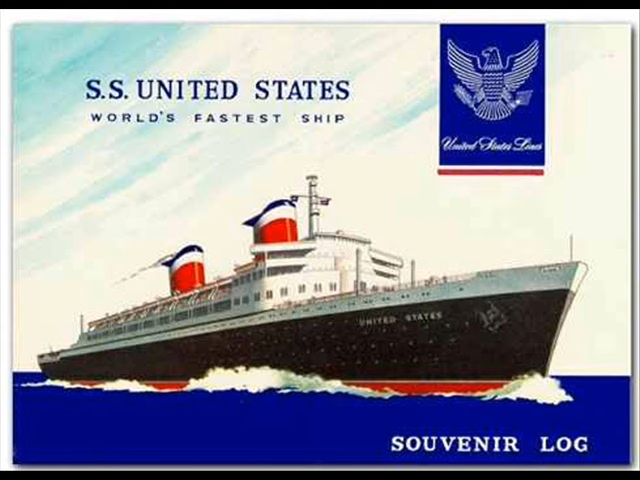 S.S. UNITED STATES
WORLD'S FASTEST SHIP
United States Lines
UNITED STATES
SOUVENIR LOG